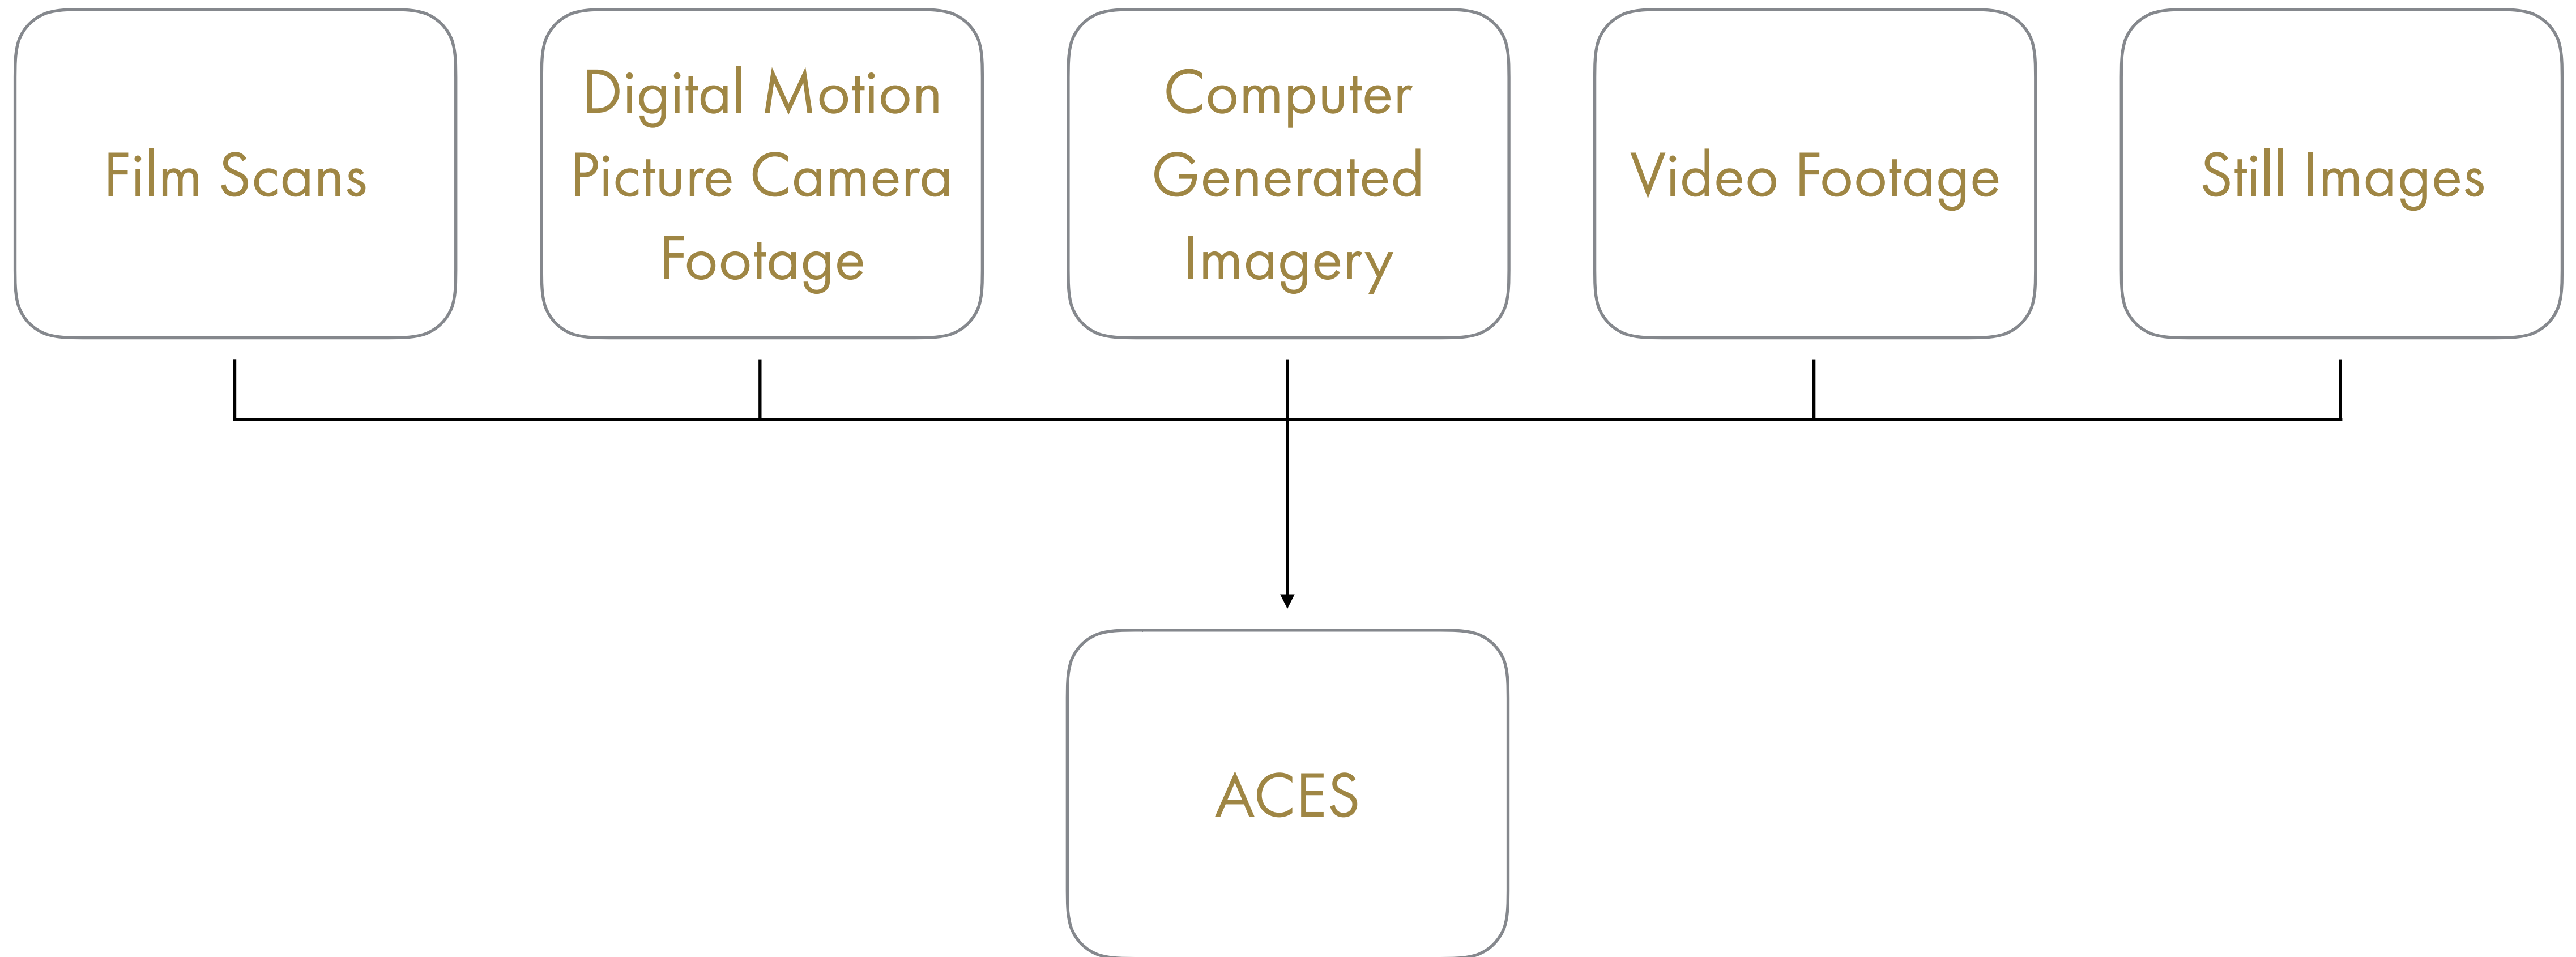 Film Scans
Digital Motion
Picture Camera
Footage
Computer
Generated
Imagery
Video Footage
Still Images
ACES